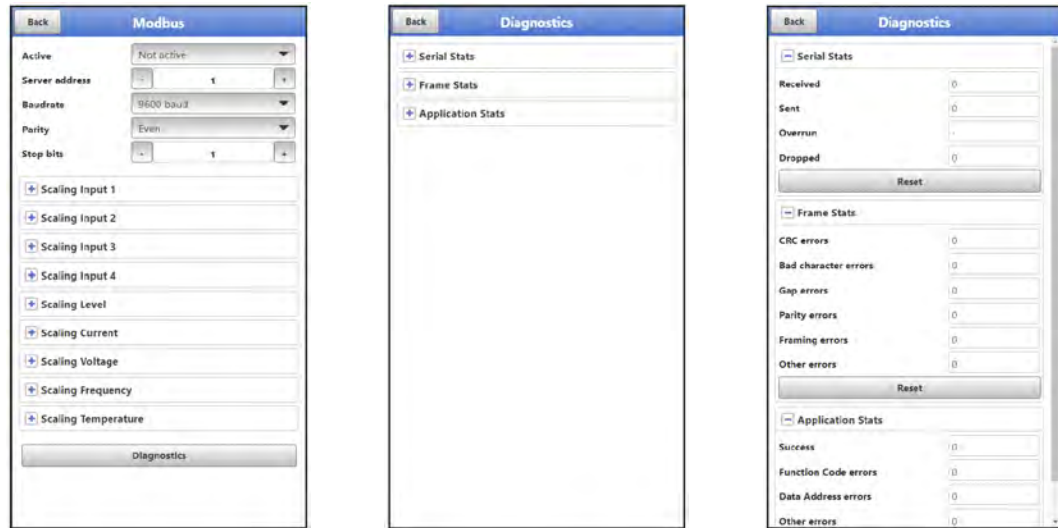 Back Modbus
Active Not active
Server address - 1 +
Baudrate 9600 baud
Parity Even
Stop bits - 1 +
+ Scaling Input 1
+ Scaling Input 2
+ Scaling Input 3
+ Scaling Input 4
+ Scaling Level
+ Scaling Current
+ Scaling Voltage
+ Scaling Frequency
+ Scaling Temperature
Diagnostics
Back Diagnostics
+ Serial Stats
+ Frame Stats
+ Application Stats
Back Diagnostics
- Serial Stats
Received 0
Sent 0
Overrun -
Dropped 0
Reset
- Frame Stats
CRC errors 0
Bad character errors 0
Gap errors 0
Parity errors 0
Framing errors 0
Other errors 0
Reset
- Application Stats
Success 0
Function Code errors 0
Data Address errors 0
Other errors 0